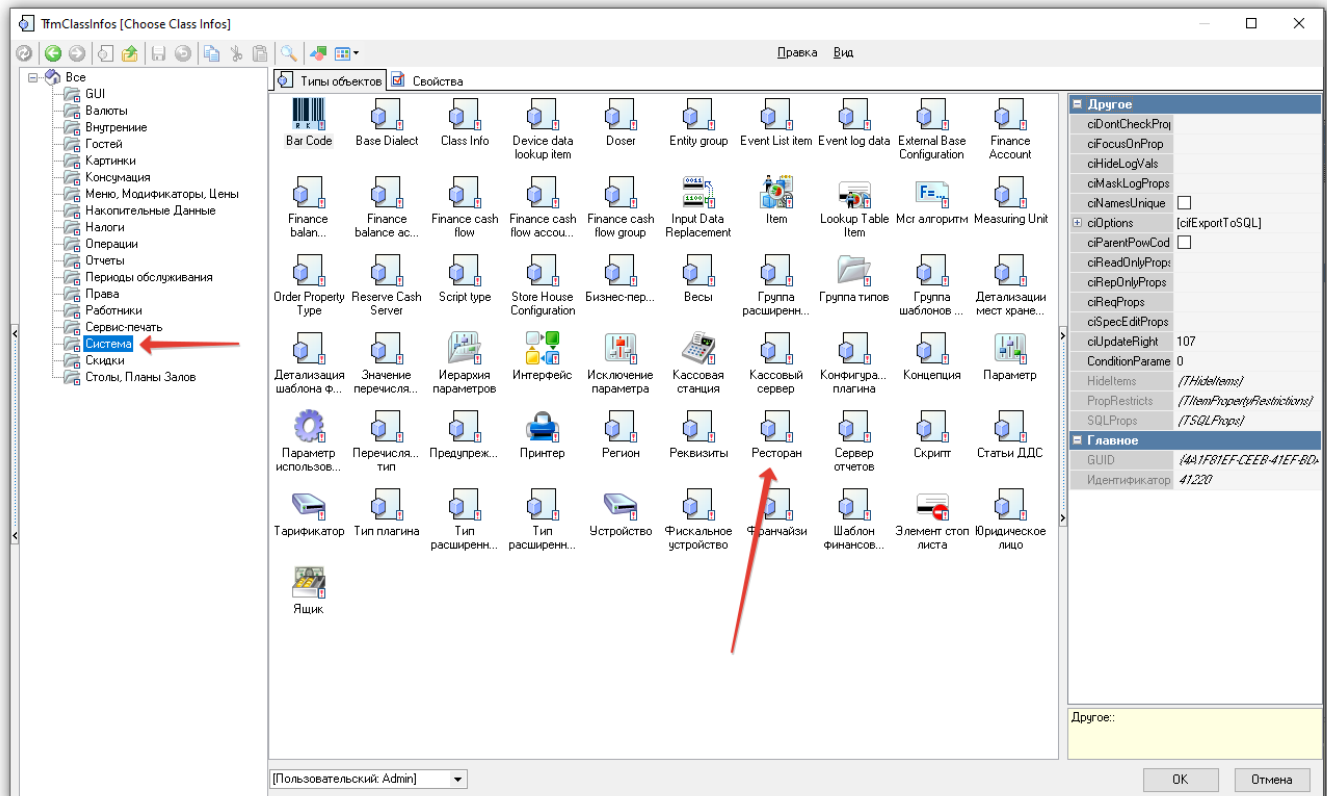 TfmClassInfos [Choose Class Infos]
Правка Вид
Все
GUI
Валюты
Внутренние
Гостей
Картинки
Консумация
Меню, Модификаторы, Цены
Накопительные Данные
Налоги
Операции
Отчеты
Периоды обслуживания
Права
Работники
Сервис-печать
Система
Скидки
Столы, Планы Залов
Типы объектов Свойства
Bar Code Base Dialect Class Info Device data Doser Entity group Event List item Event log data External Base Finance
lookup item Configuration Account
Finance Finance Finance cash Finance cash Finance cash Input Data Item Lookup Table Мсг алгоритм Measuring Unit
balan... balance ac... flow flow accou... flow group Replacement Item
Order Property Reserve Cash Script type Store House Бизнес-пер... Весы Группа Группа типов Группа Детализации
Type Server Configuration расширенн... шаблонов ... мест хране...
Детализация Значение Иерархия Интерфейс Исключение Кассовая Кассовый Конфигура... Концепция Параметр
шаблона ф... перечисля... параметров параметра станция сервер плагина
Параметр Перечисля... Предупреж... Принтер Регион Реквизиты Ресторан Сервер Скрипт Статьи ДДС
использов... тип отчетов
Тарификатор Тип плагина Тип Тип Устройство Фискальное Франчайзи Шаблон Элемент стоп Юридическое
расширенн... расширенн... устройство финансов... листа лицо
Ящик
Другое
ciDontCheckProp
ciFocusOnProp
ciHideLogVals
ciMaskLogProps
ciNamesUnique
ciOptions [cifExportToSQL]
ciParentPowCod
ciReadOnlyProps
ciRepOnlyProps
ciReqProps
ciSpecEditProps
ciUpdateRight 107
ConditionParame 0
HideItems (THideItems)
PropRestricts (TItemPropertyRestrictions)
SQLProps (TSQLProps)
Главное
GUID {4A1F81EF-CEEB-41EF-BD
Идентификатор 41220
Другое::
[Пользовательский: Admin]
OK Отмена